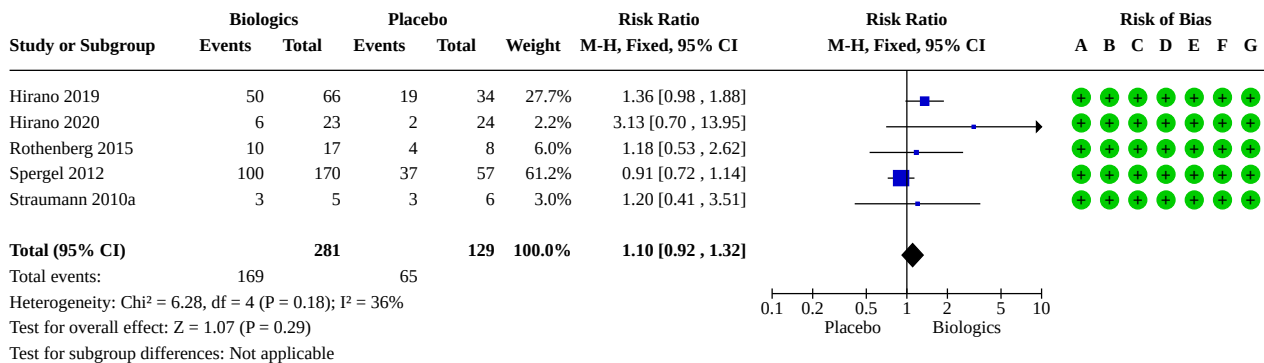 Biologics Placebo Risk Ratio Risk Ratio Risk of Bias
Study or Subgroup Events Total Events Total Weight M-H, Fixed, 95% CI M-H, Fixed, 95% CI A B C D E F G
Hirano 2019 50 66 19 34 27.7% 1.36 [0.98 , 1.88] + + + + + + +
Hirano 2020 6 23 2 24 2.2% 3.13 [0.70 , 13.95] + + + + + + +
Rothenberg 2015 10 17 4 8 6.0% 1.18 [0.53 , 2.62] + + + + + + +
Spergel 2012 100 170 37 57 61.2% 0.91 [0.72 , 1.14] + + + + + + +
Straumann 2010a 3 5 3 6 3.0% 1.20 [0.41 , 3.51] + + + + + + +
Total (95% CI) 281 129 100.0% 1.10 [0.92 , 1.32]
Total events: 169 65
Heterogeneity: Chi² = 6.28, df = 4 (P = 0.18); I² = 36%
0.1 0.2 0.5 1 2 5 10
Test for overall effect: Z = 1.07 (P = 0.29) Placebo Biologics
Test for subgroup differences: Not applicable